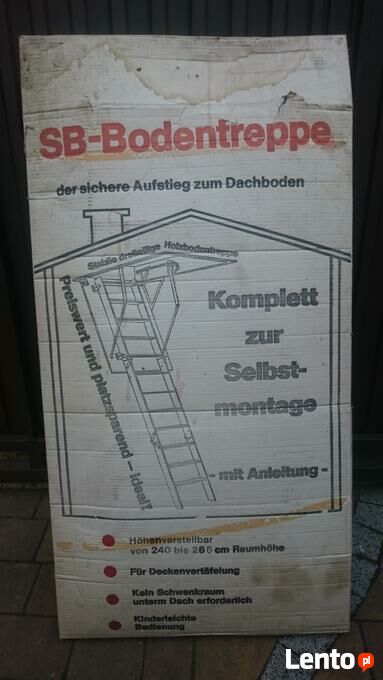 SB-Bodentreppe
der sichere Aufstieg zum Dachboden
Stabile dreiteilige Holzbodentreppe
Preiswert und platzsparend – ideal!
Komplett
zur
Selbst-
montage
- mit Anleitung -
Höhenverstellbar
von 240 bis 265 cm Raumhöhe
Für Deckenvertäfelung
Kein Schwenkraum
unterm Dach erforderlich
Kinderleichte
Bedienung
Lento.pl